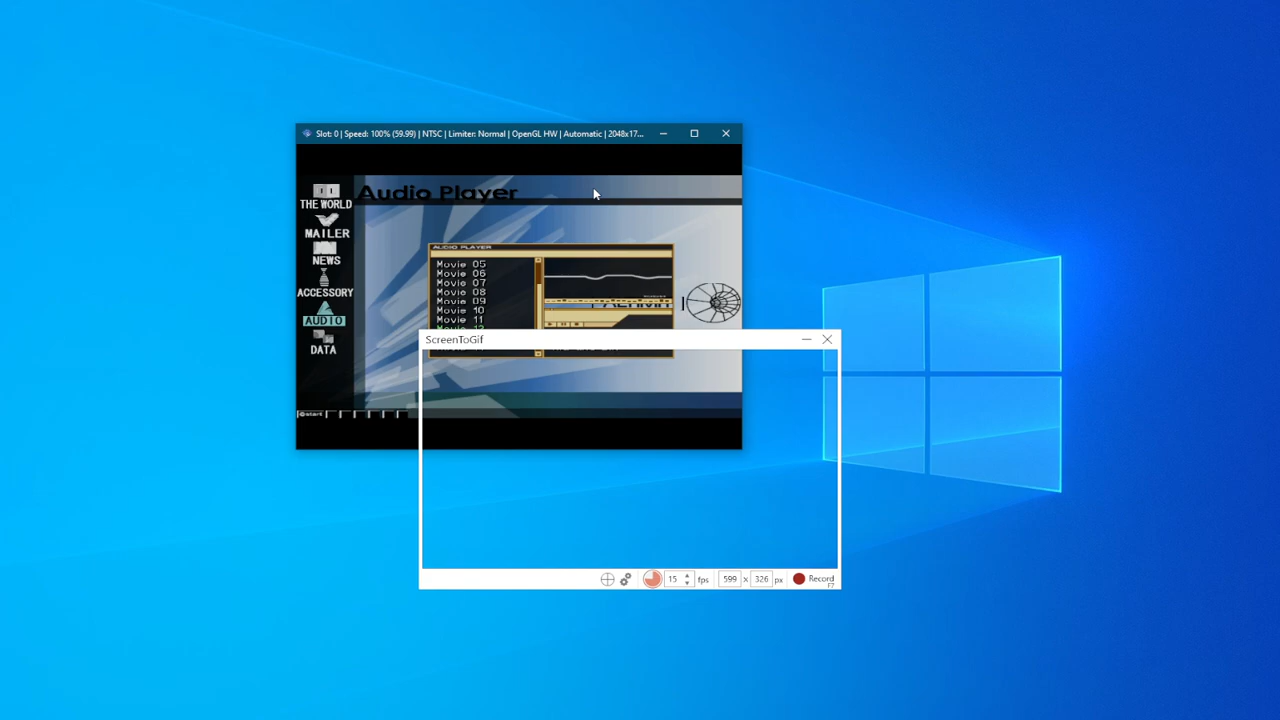 Slot: 0 | Speed: 100% (59.99) | NTSC | Limiter: Normal | OpenGL HW | Automatic | 2048x17...
Audio Player
THE WORLD
MAILER
NEWS
ACCESSORY
AUDIO
DATA
@start
AUDIO PLAYER
Movie 05
Movie 06
Movie 07
Movie 08
Movie 09
Movie 10
Movie 11
ScreenToGif
15 fps
599 x 326 px
Record
F7